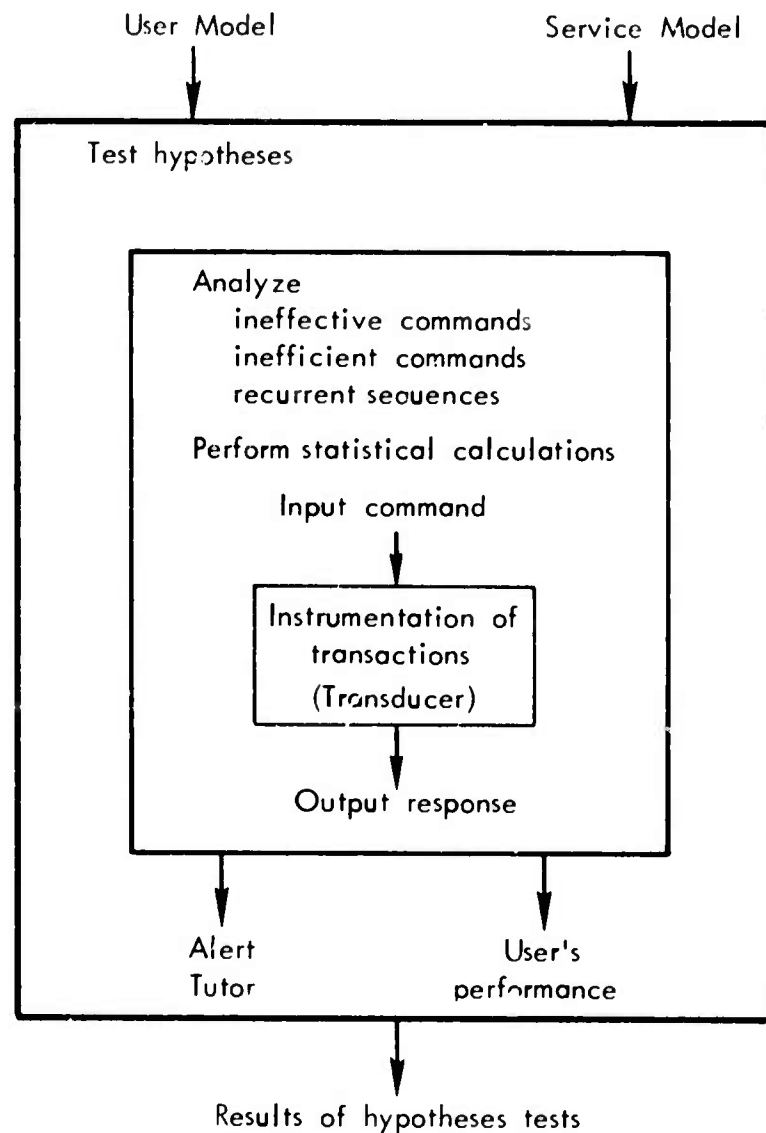 User Model
Service Model
Test hypotheses
Analyze
ineffective commands
inefficient commands
recurrent sequences
Perform statistical calculations
Input command
Instrumentation of
transactions
(Transducer)
Output response
Alert
Tutor
User's
performance
Results of hypotheses tests